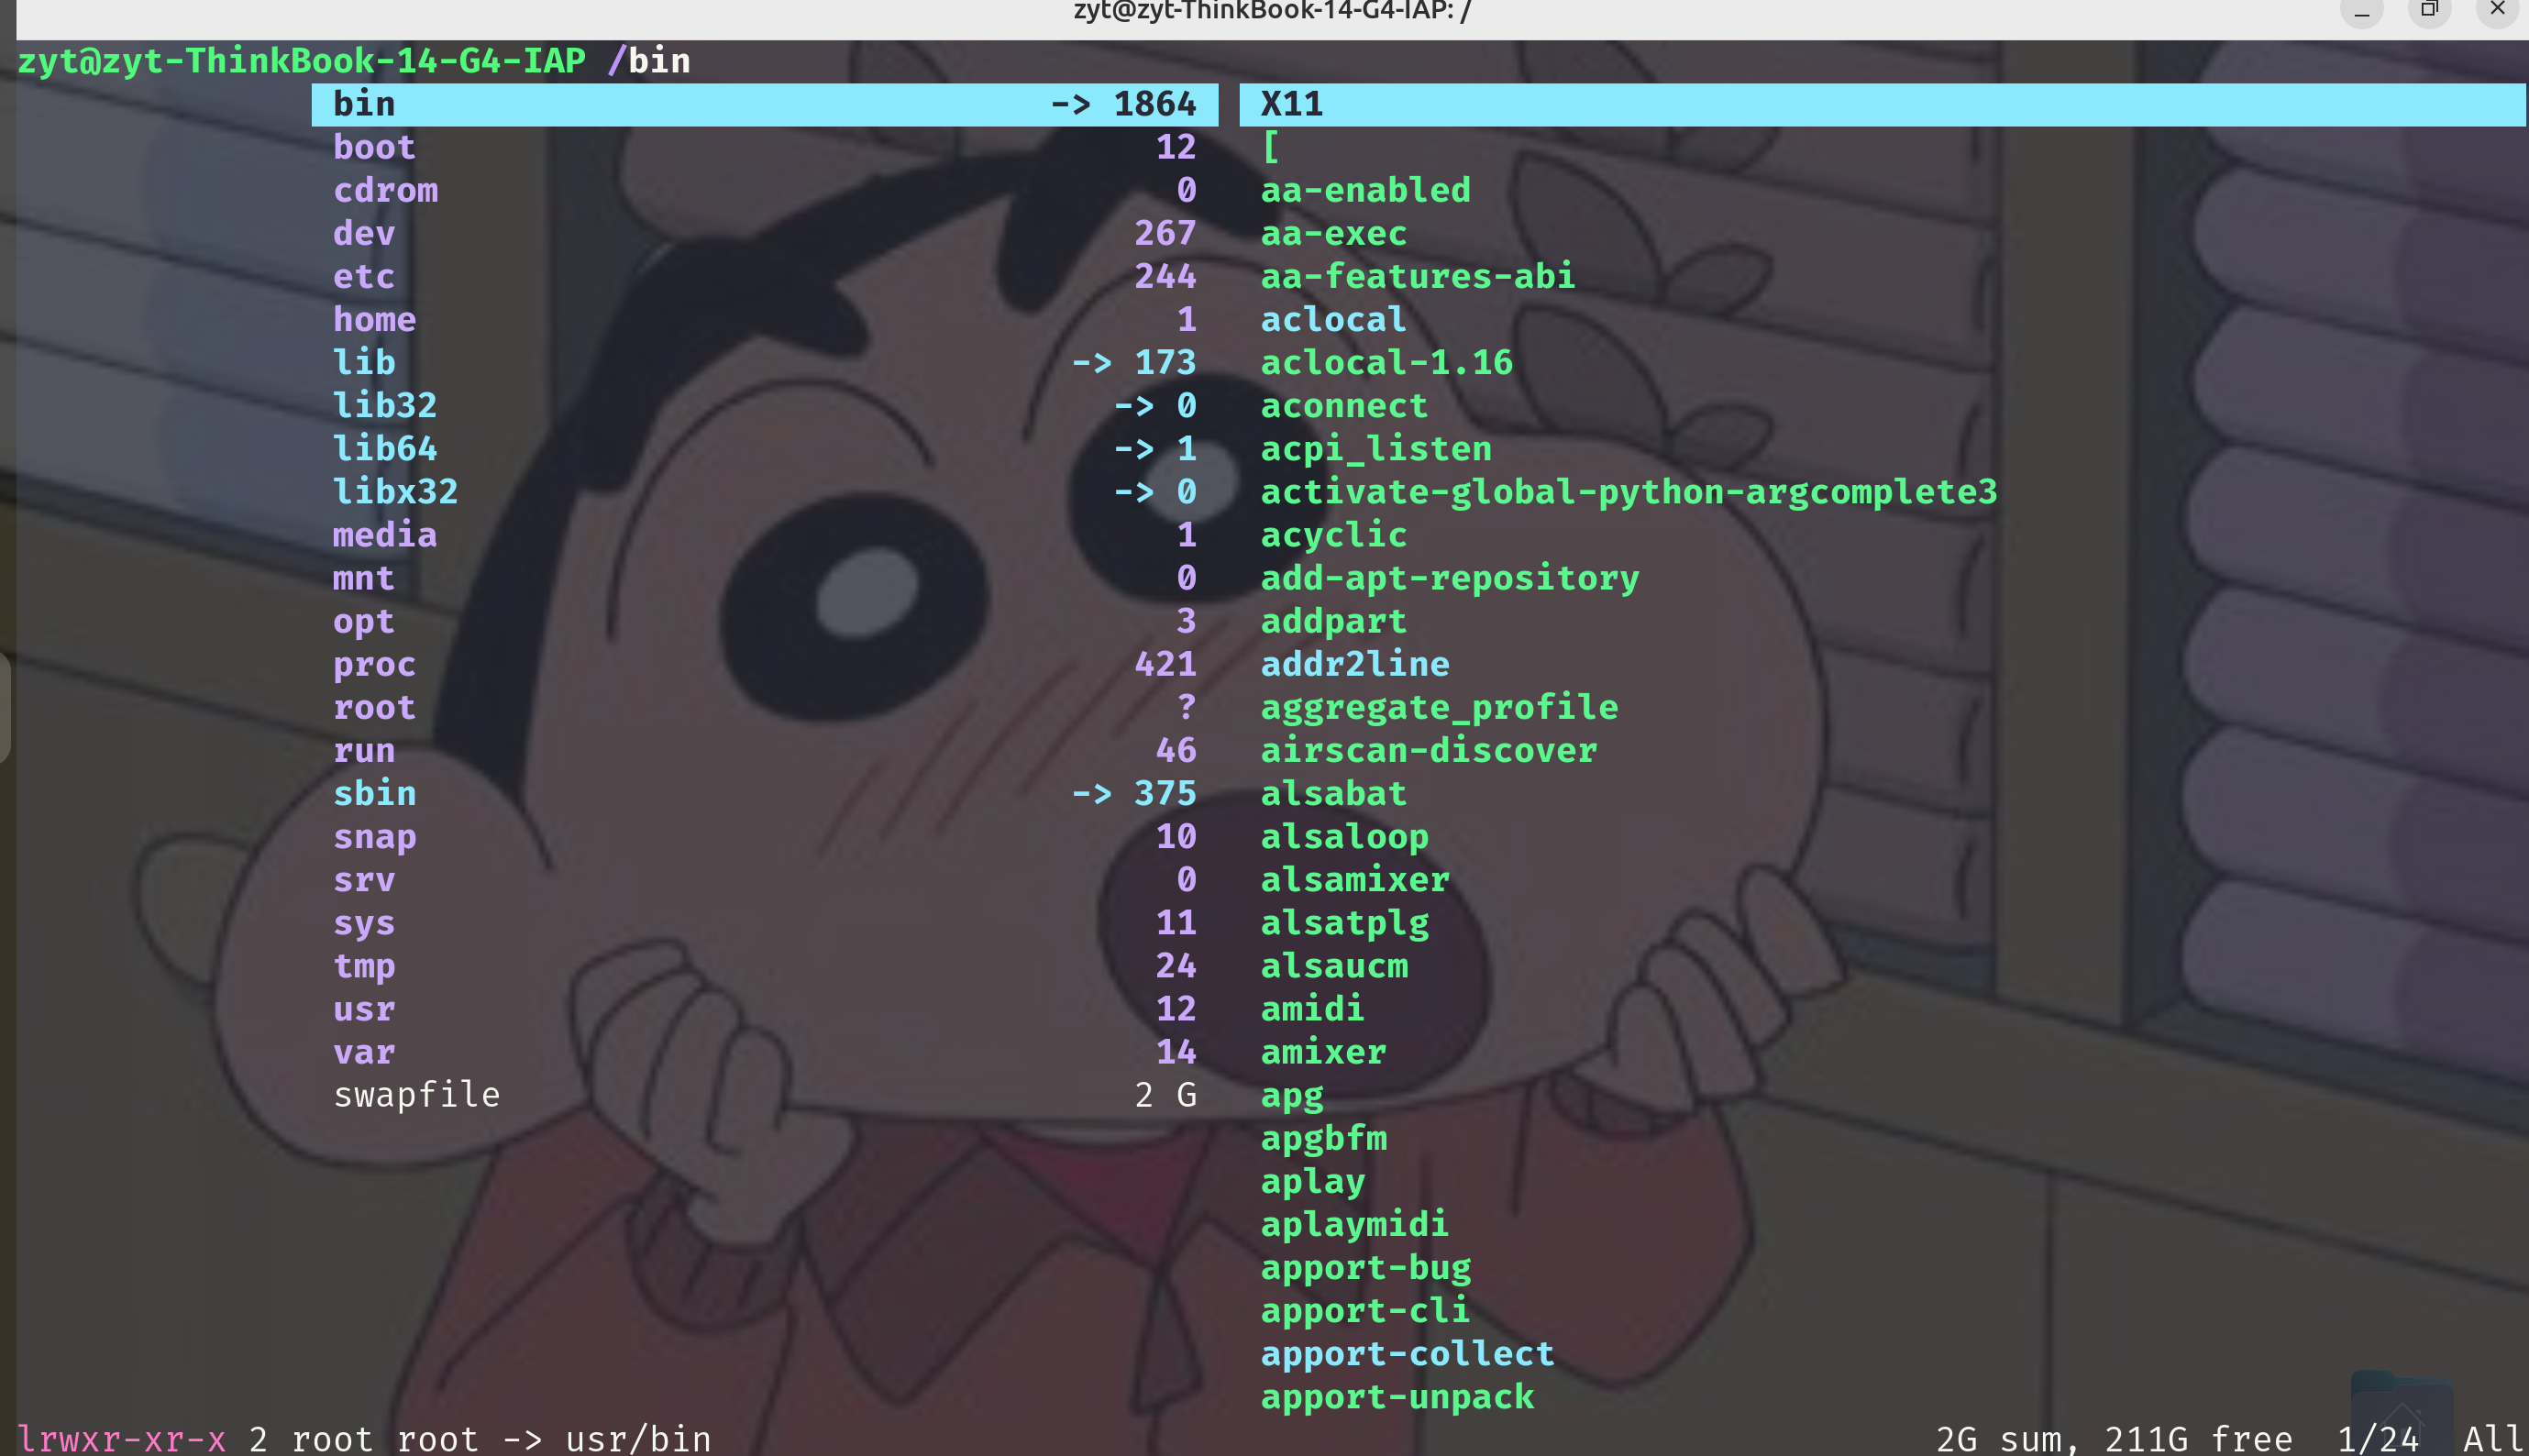 zyt@zyt-ThinkBook-14-G4-IAP: /
zyt@zyt-ThinkBook-14-G4-IAP /bin
bin -> 1864 X11
boot 12 [
cdrom 0 aa-enabled
dev 267 aa-exec
etc 244 aa-features-abi
home 1 aclocal
lib -> 173 aclocal-1.16
lib32 -> 0 aconnect
lib64 -> 1 acpi_listen
libx32 -> 0 activate-global-python-argcomplete3
media 1 acyclic
mnt 0 add-apt-repository
opt 3 addpart
proc 421 addr2line
root ? aggregate_profile
run 46 airscan-discover
sbin -> 375 alsabat
snap 10 alsaloop
srv 0 alsamixer
sys 11 alsatplg
tmp 24 alsaucm
usr 12 amidi
var 14 amixer
swapfile 2 G apg
apgbfm
aplay
aplaymidi
apport-bug
apport-cli
apport-collect
apport-unpack
lrwxr-xr-x 2 root root -> usr/bin 2G sum, 211G free 1/24 All